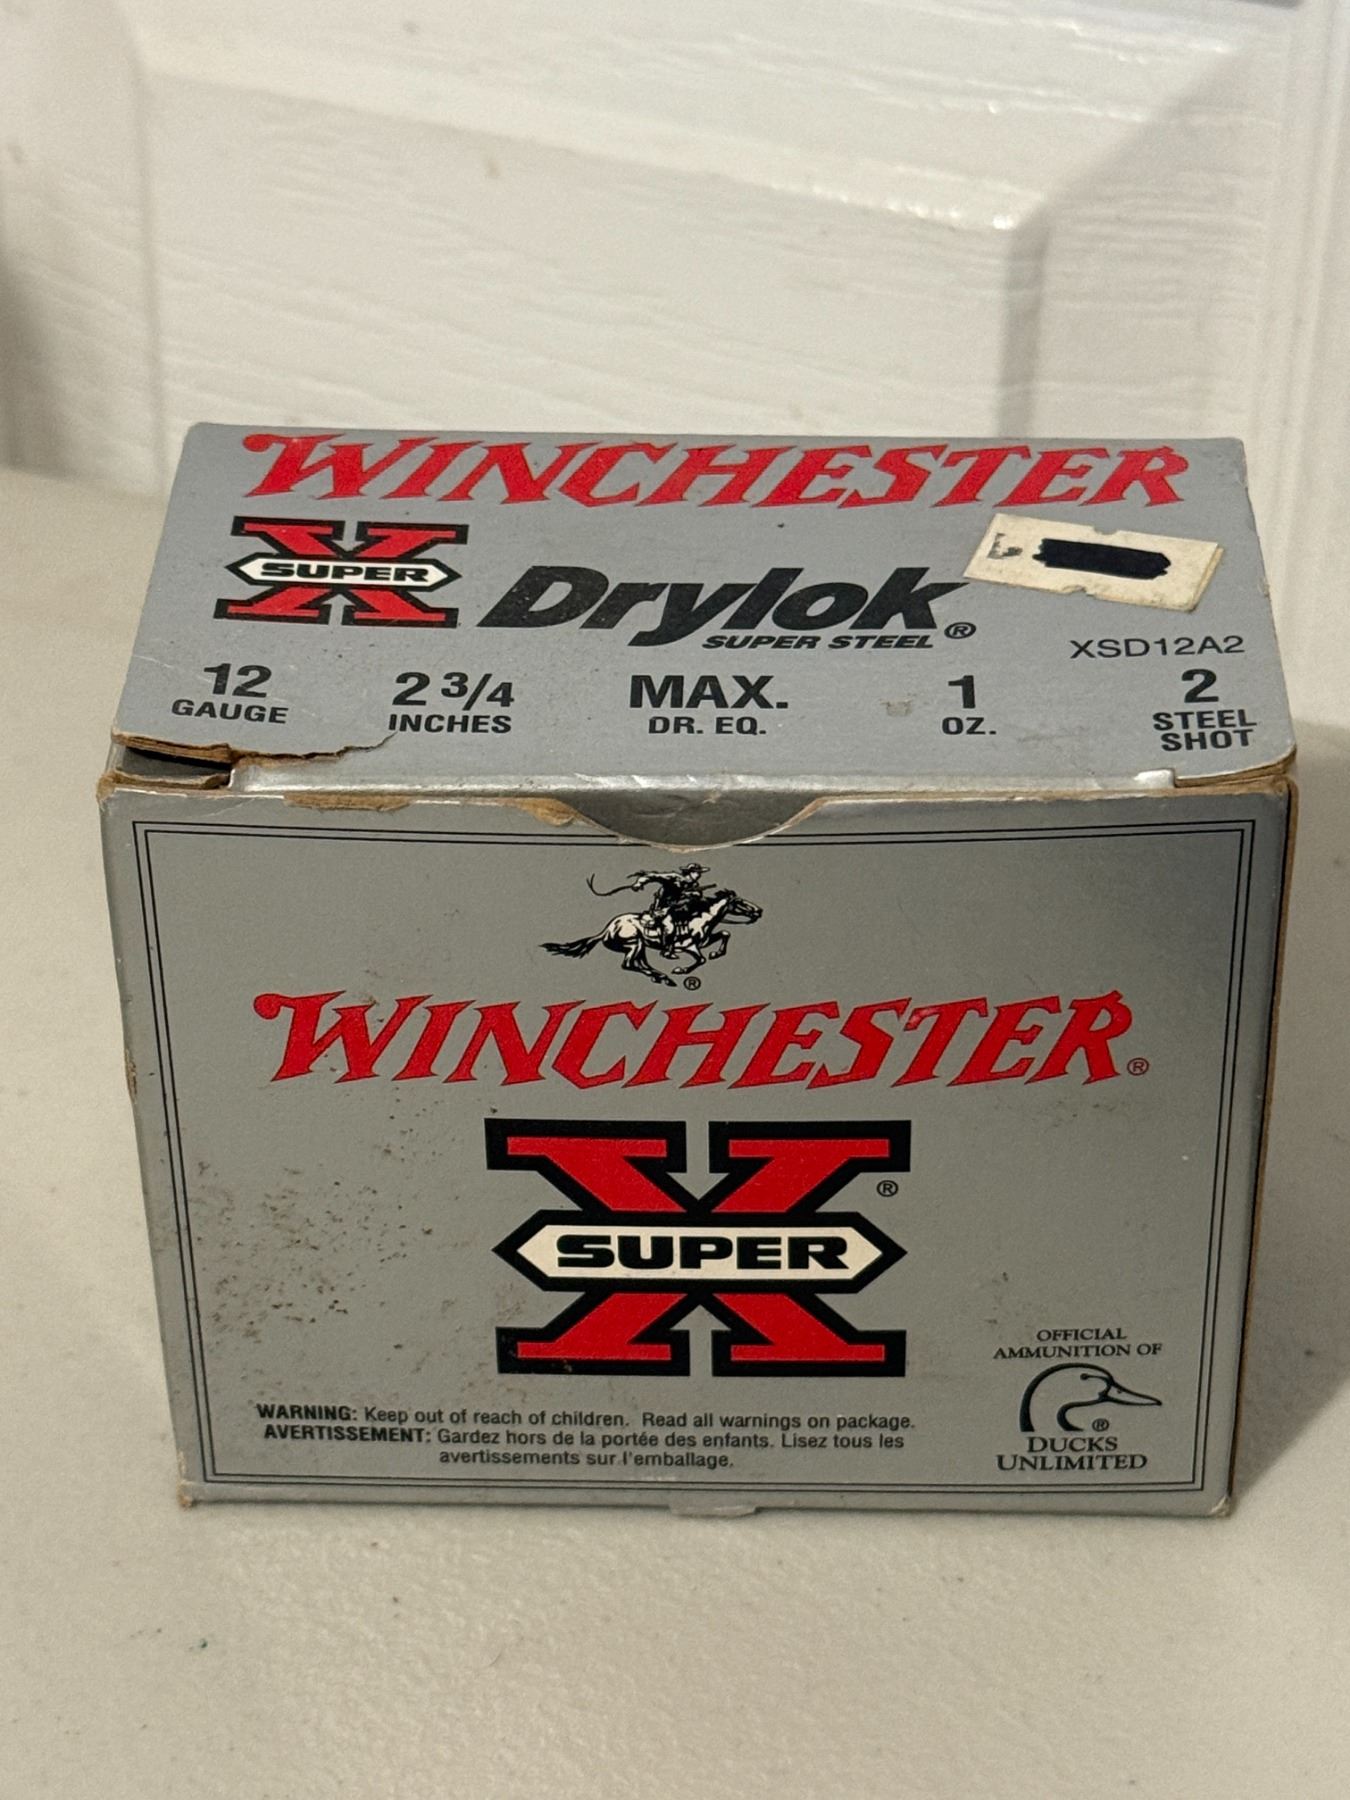 WINCHESTER
SUPER X
Drylok®
SUPER STEEL
XSD12A2
12 GAUGE
2 3/4 INCHES
MAX. DR. EQ.
1 OZ.
2 STEEL SHOT
®
WINCHESTER®
SUPER X®
OFFICIAL
AMMUNITION OF
®
DUCKS
UNLIMITED
WARNING: Keep out of reach of children. Read all warnings on package.
AVERTISSEMENT: Gardez hors de la portée des enfants. Lisez tous les
avertissements sur l'emballage.